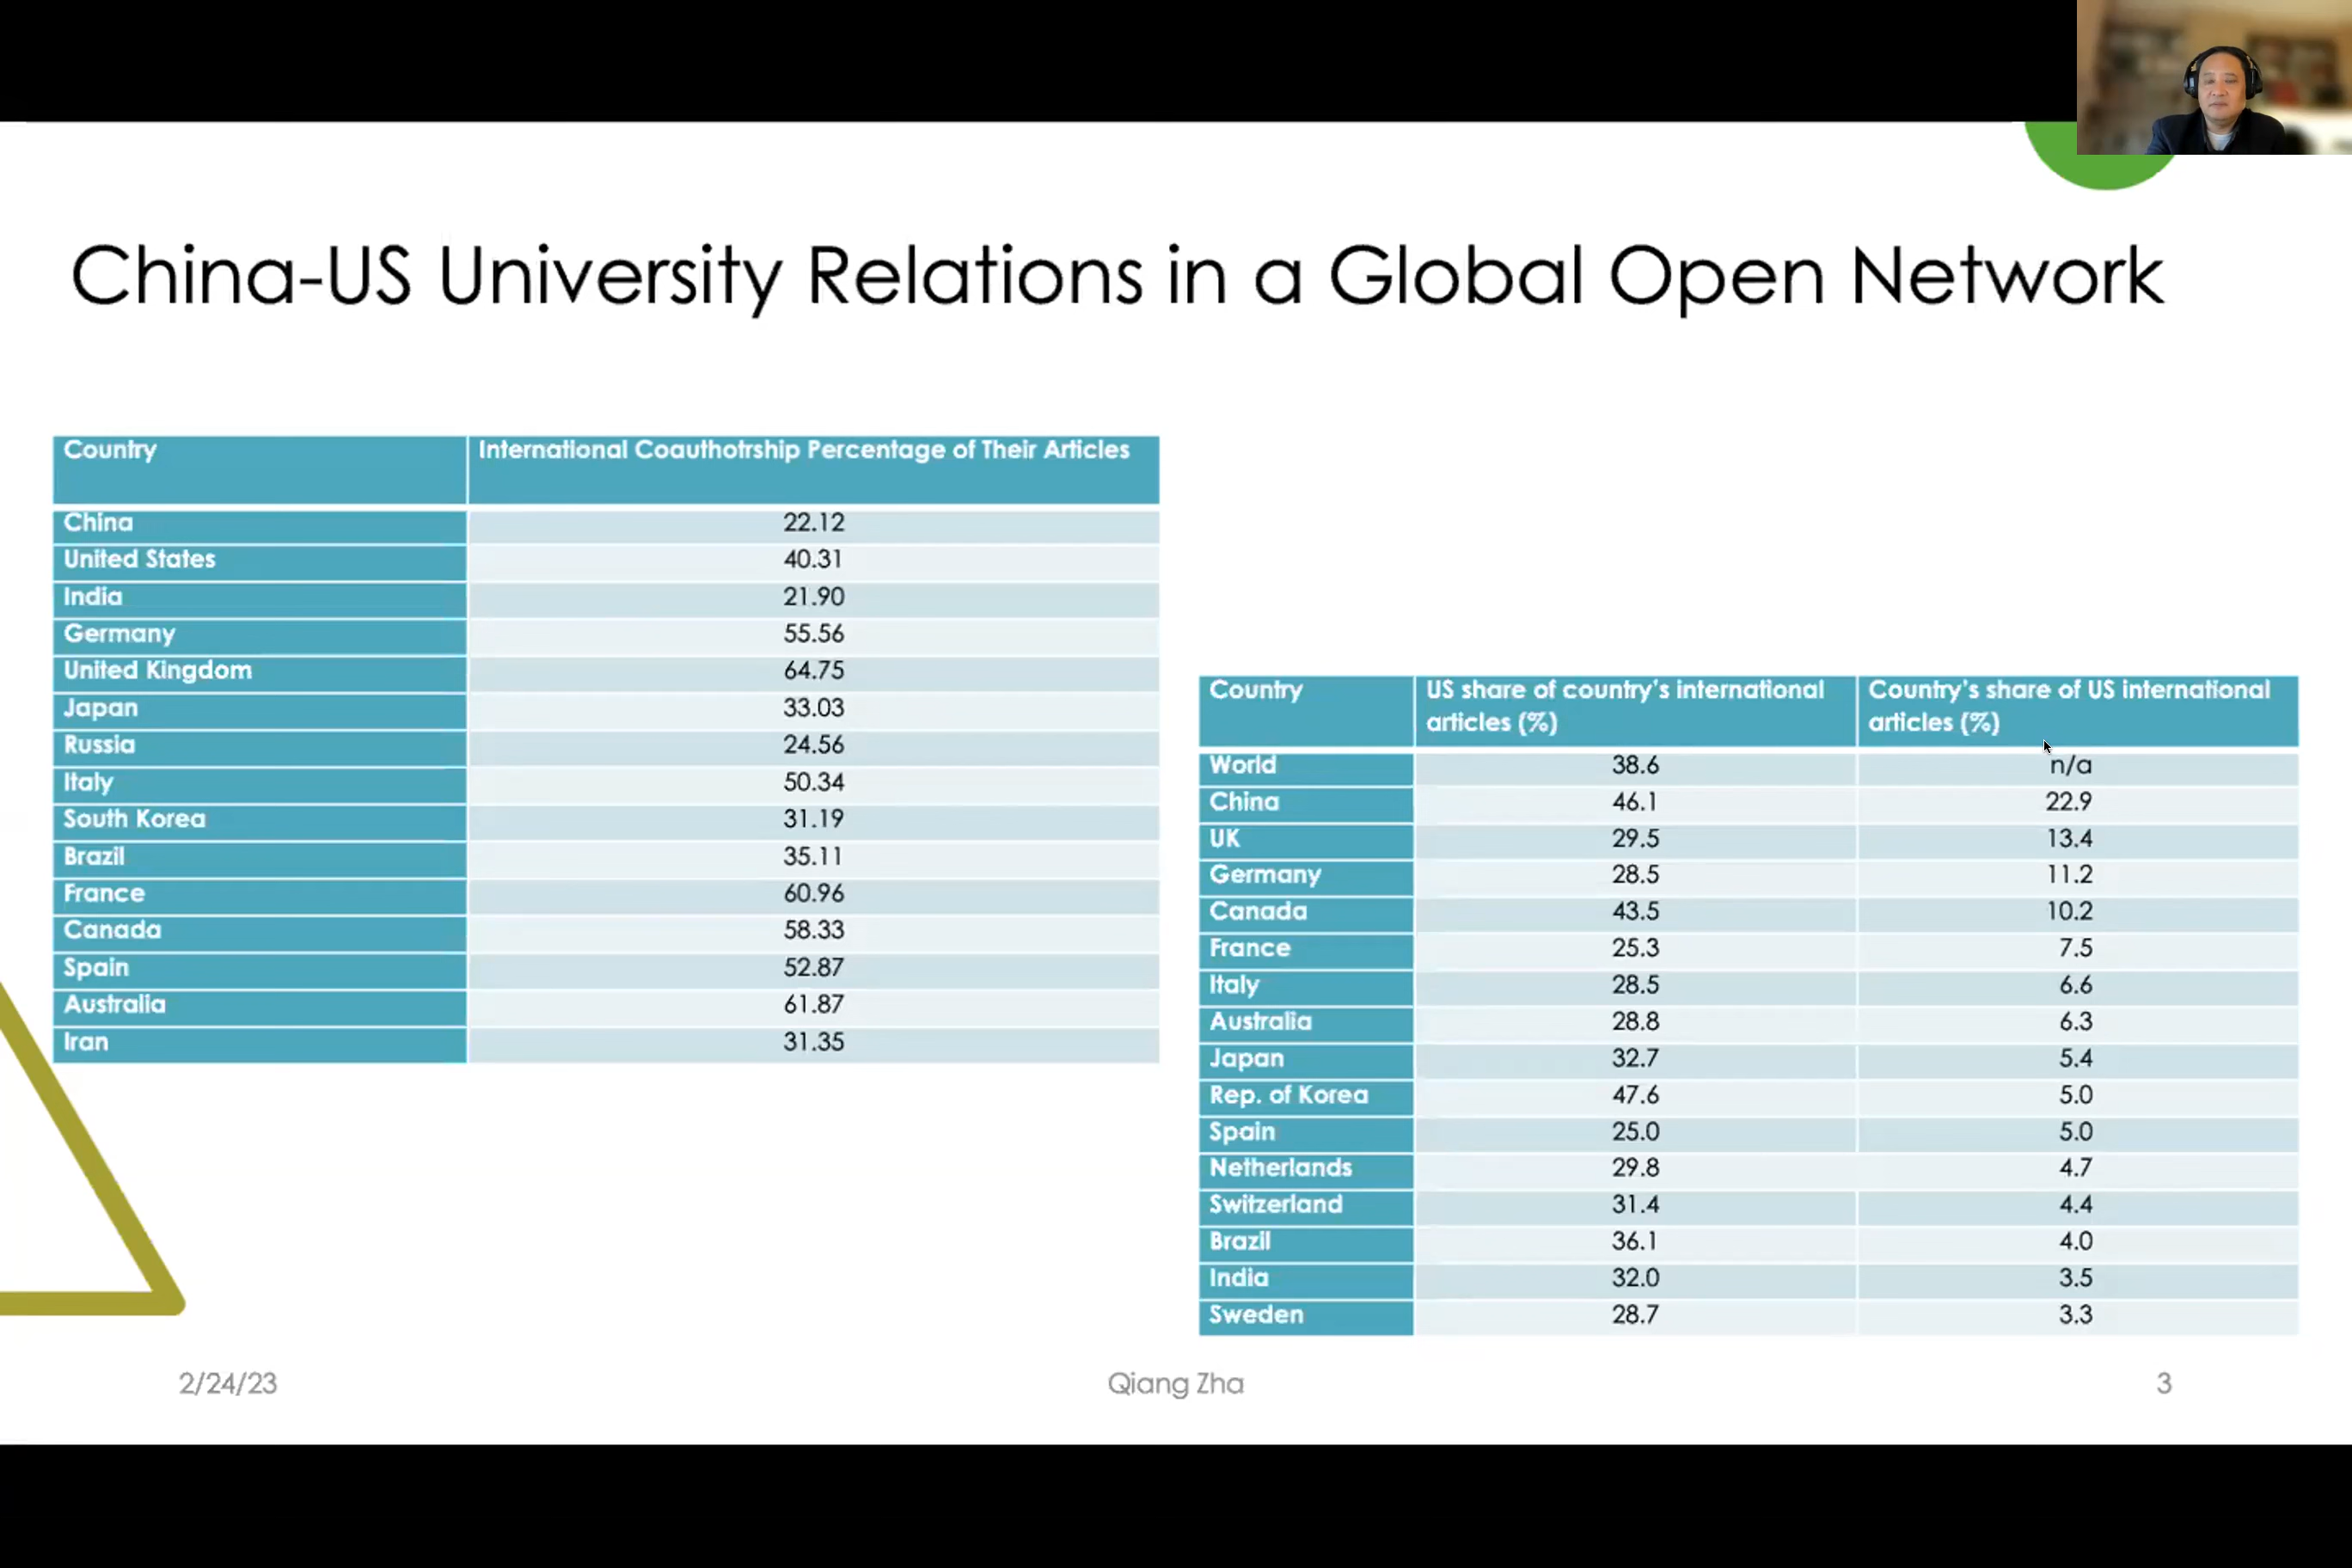 China-US University Relations in a Global Open Network
Country International Coauthotrship Percentage of Their Articles
China 22.12
United States 40.31
India 21.90
Germany 55.56
United Kingdom 64.75
Japan 33.03
Russia 24.56
Italy 50.34
South Korea 31.19
Brazil 35.11
France 60.96
Canada 58.33
Spain 52.87
Australia 61.87
Iran 31.35
Country US share of country's international articles (%) Country's share of US international articles (%)
World 38.6 n/a
China 46.1 22.9
UK 29.5 13.4
Germany 28.5 11.2
Canada 43.5 10.2
France 25.3 7.5
Italy 28.5 6.6
Australia 28.8 6.3
Japan 32.7 5.4
Rep. of Korea 47.6 5.0
Spain 25.0 5.0
Netherlands 29.8 4.7
Switzerland 31.4 4.4
Brazil 36.1 4.0
India 32.0 3.5
Sweden 28.7 3.3
2/24/23 Qiang Zha 3